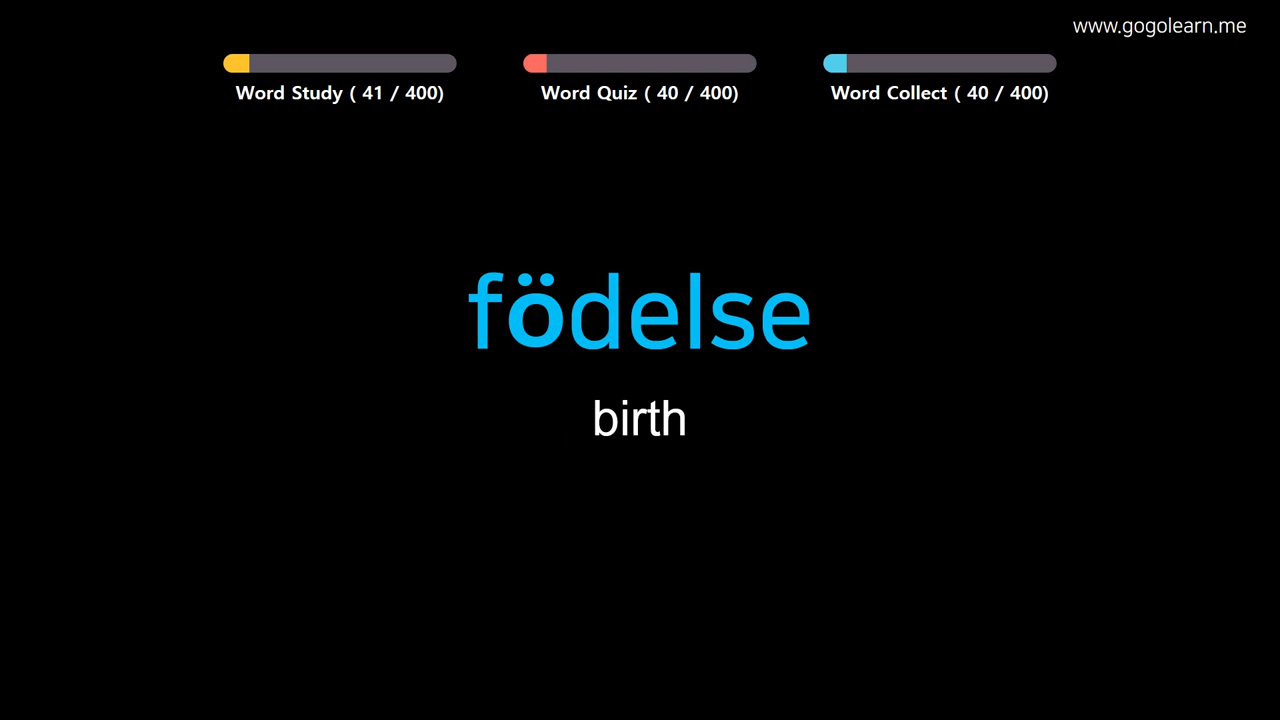 www.gogolearn.me
Word Study ( 41 / 400)
Word Quiz ( 40 / 400)
Word Collect ( 40 / 400)
födelse
birth